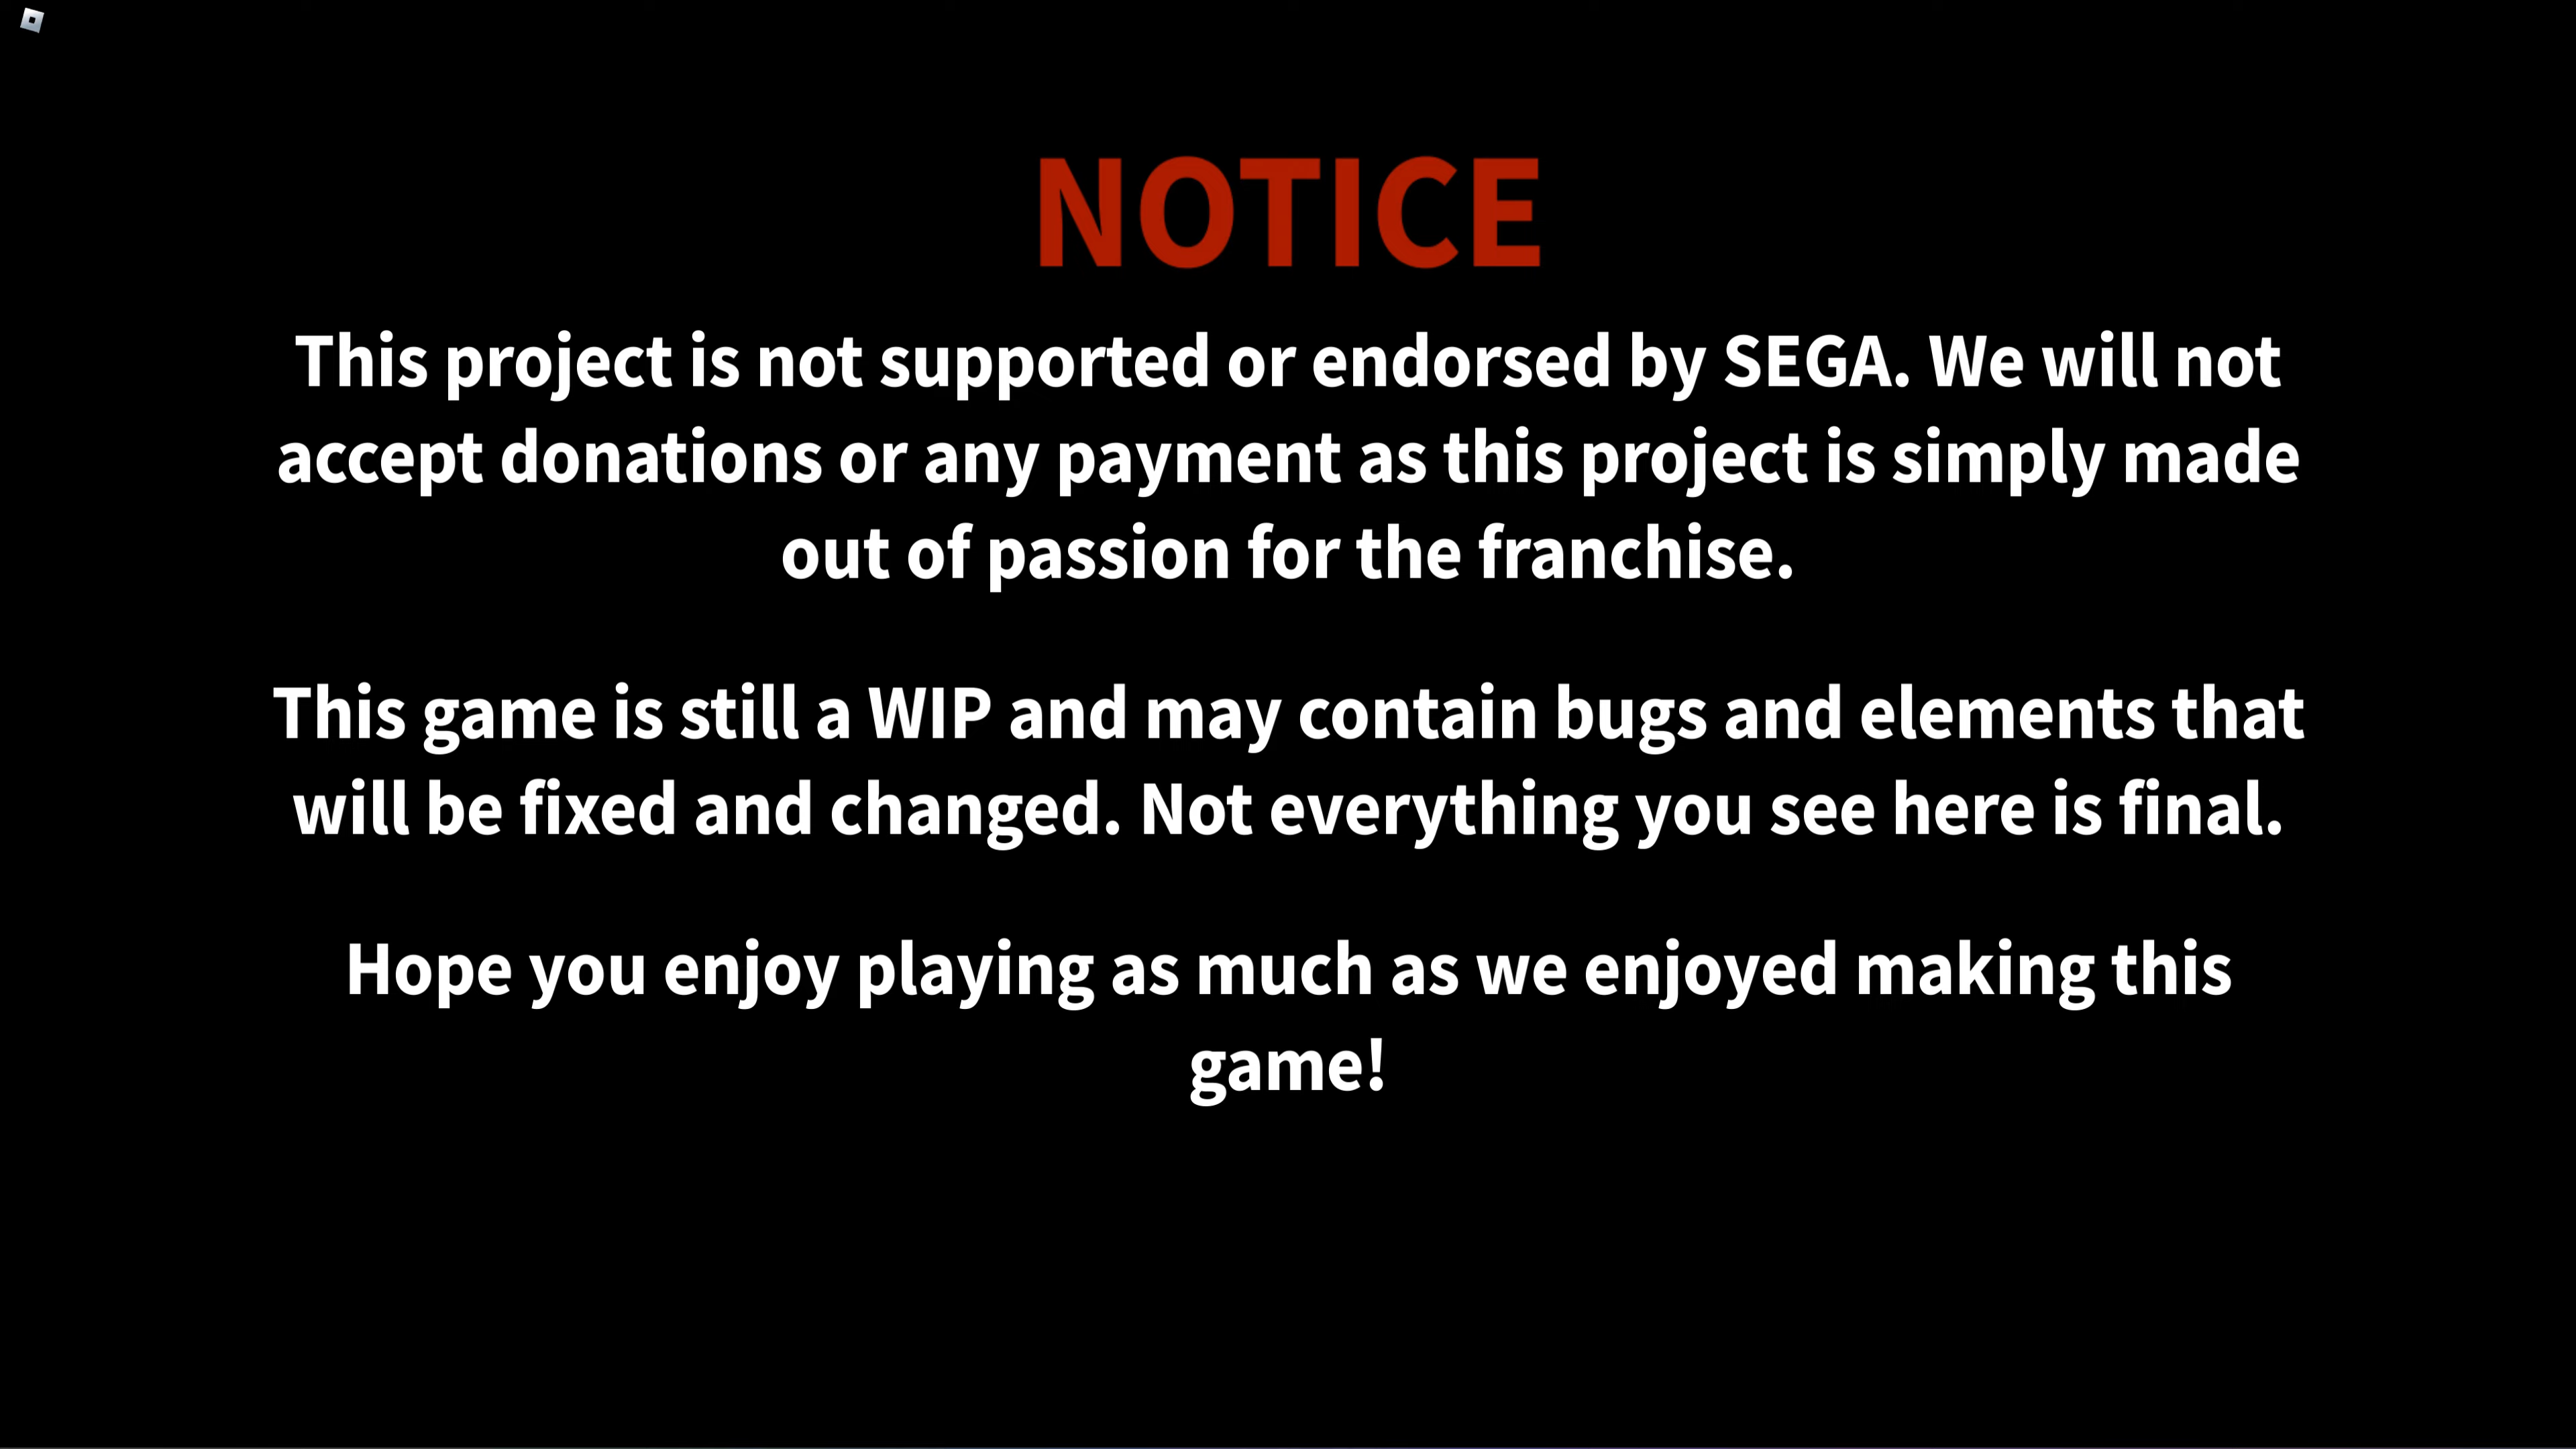 NOTICE
This project is not supported or endorsed by SEGA. We will not
accept donations or any payment as this project is simply made
out of passion for the franchise.
This game is still a WIP and may contain bugs and elements that
will be fixed and changed. Not everything you see here is final.
Hope you enjoy playing as much as we enjoyed making this
game!